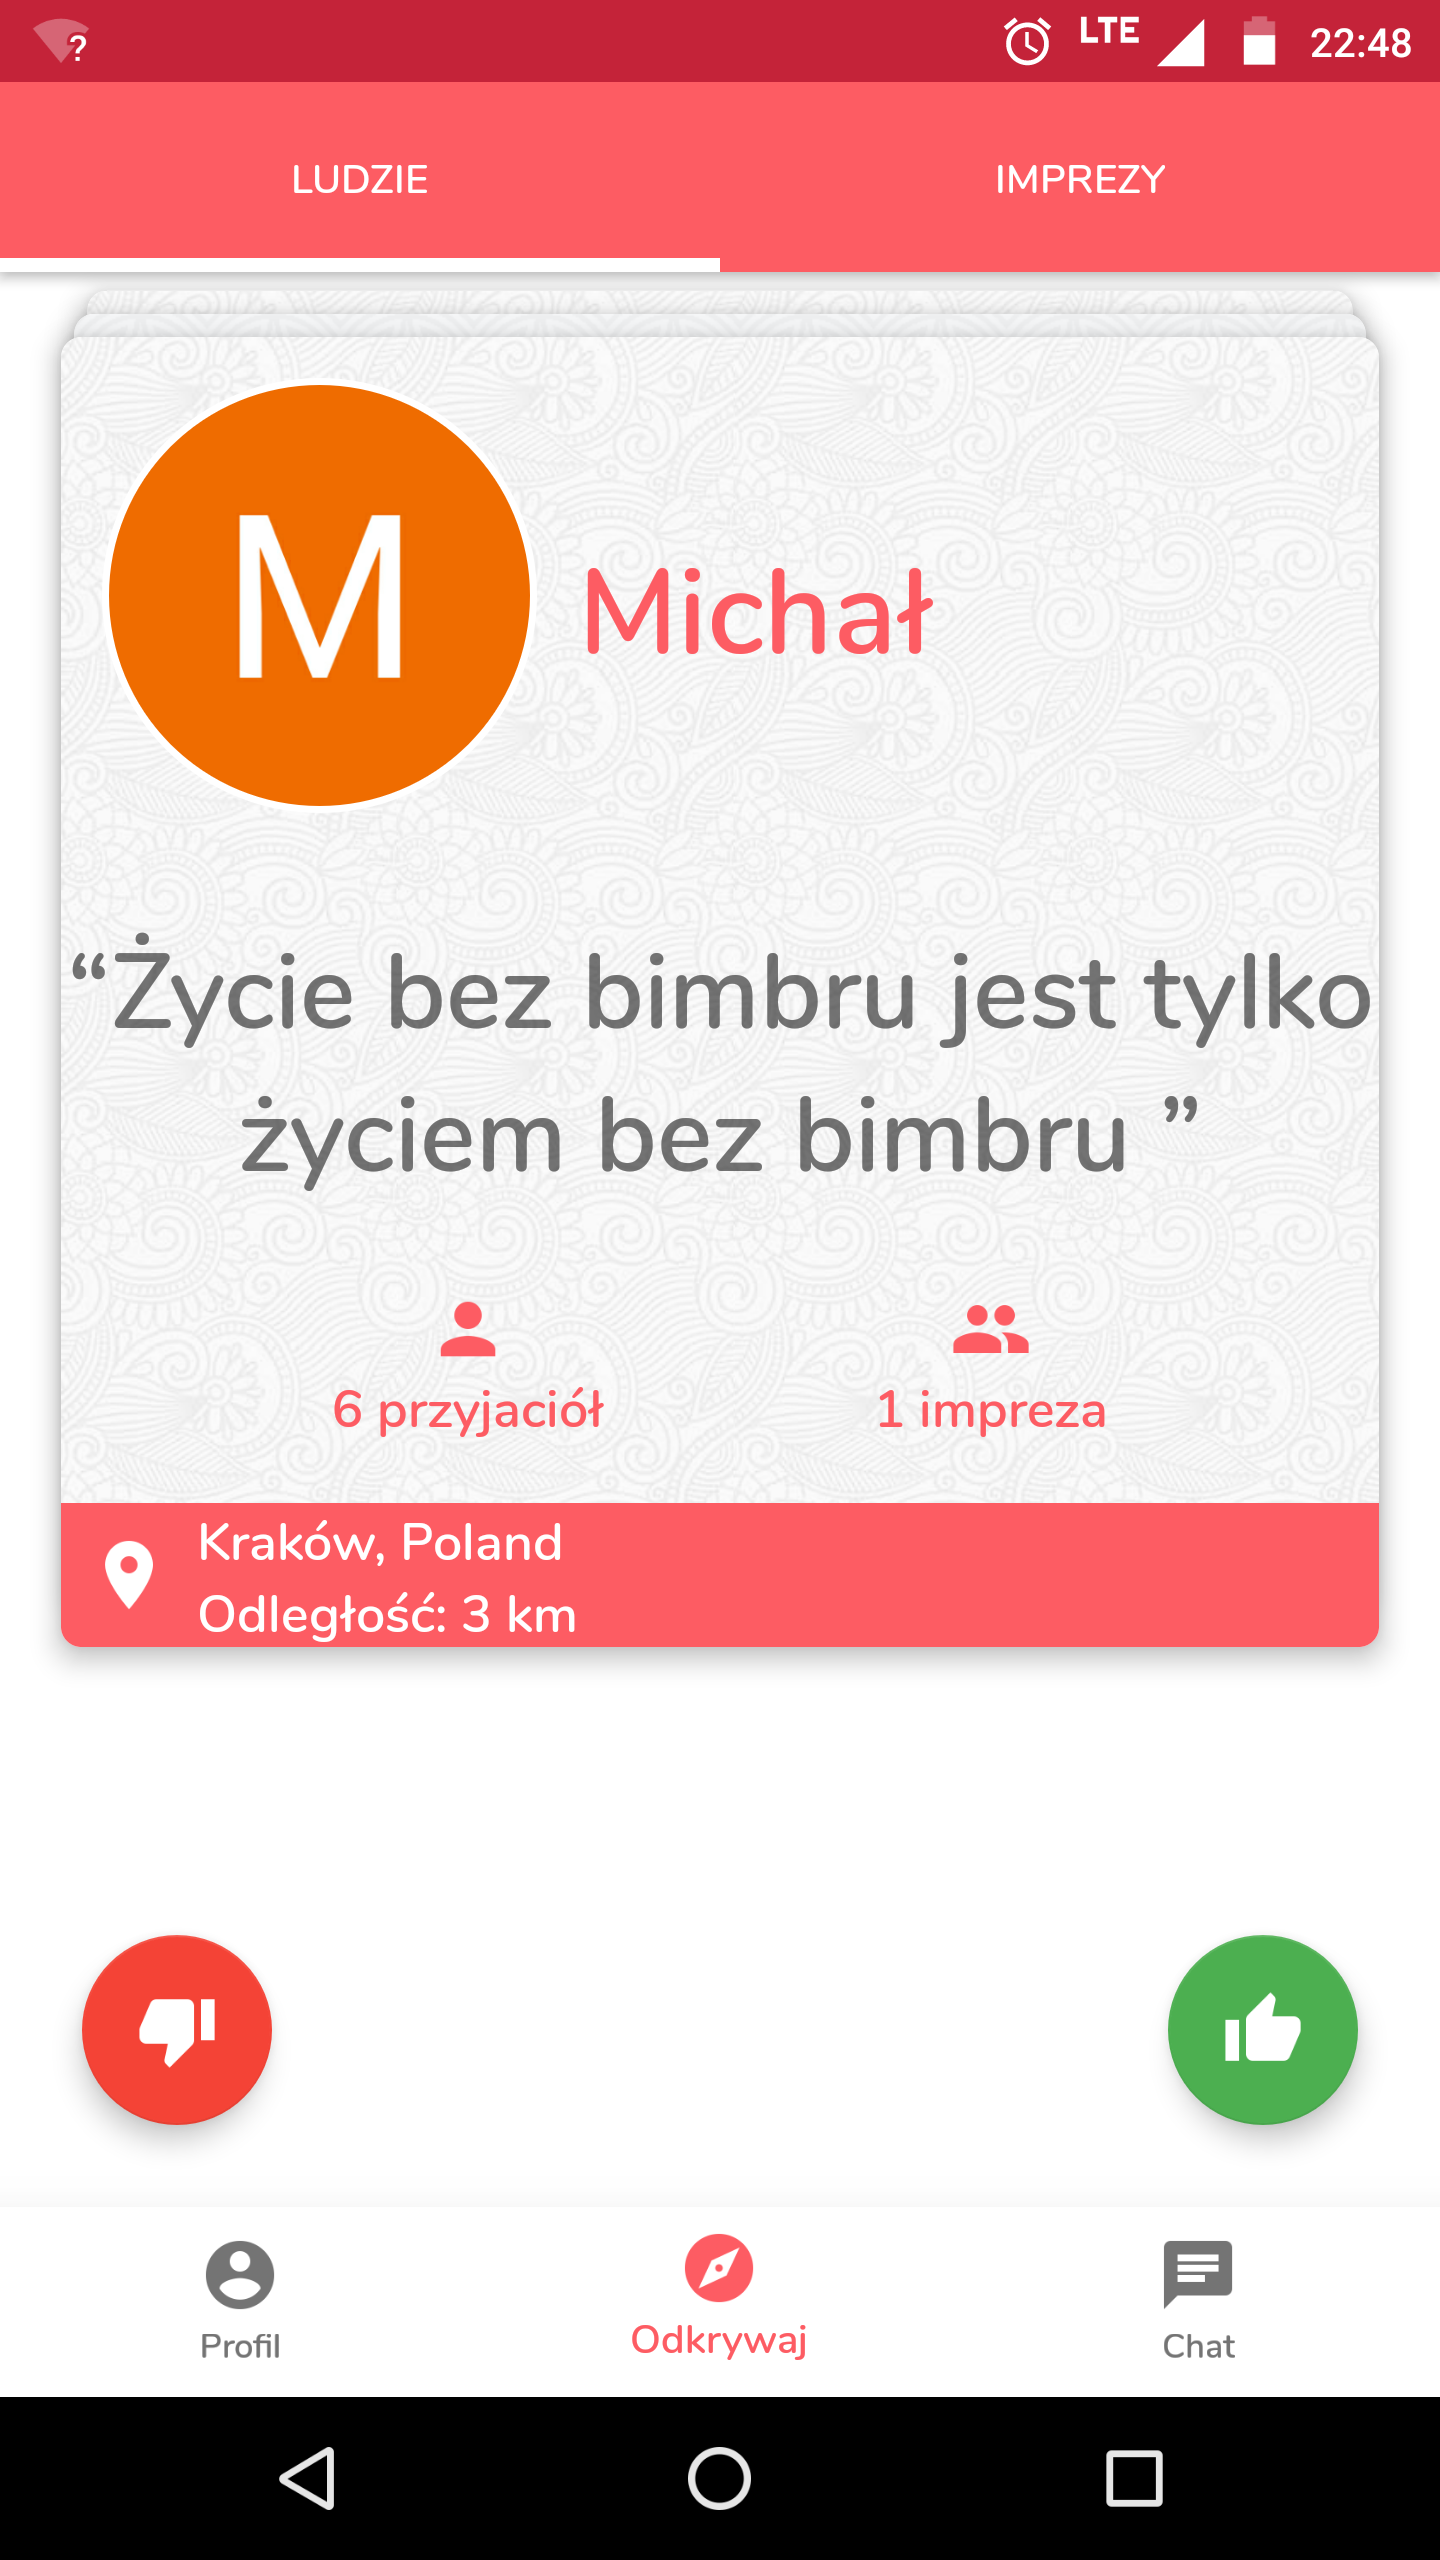 ?
LTE
22:48
LUDZIE
IMPREZY
M
Michał
“Życie bez bimbru jest tylko
życiem bez bimbru ”
6 przyjaciół
1 impreza
Kraków, Poland
Odległość: 3 km
Profil
Odkrywaj
Chat